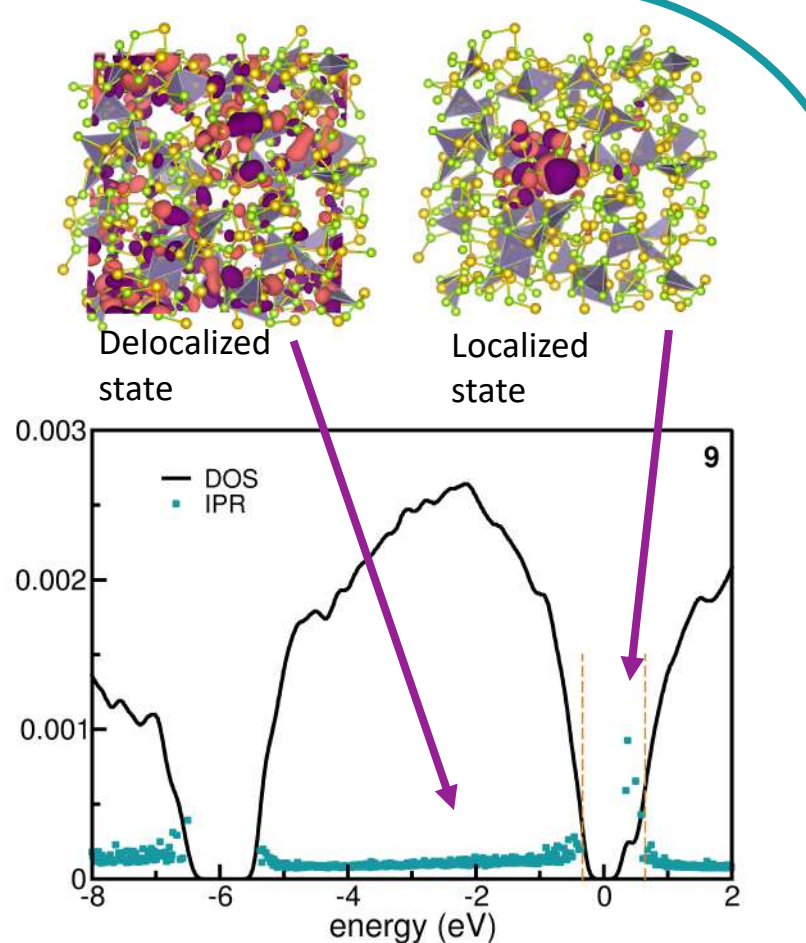 Delocalized
state
Localized
state
0.003
9
DOS
IPR
0.002
0.001
0
-8
-6
-4
-2
0
2
energy (eV)